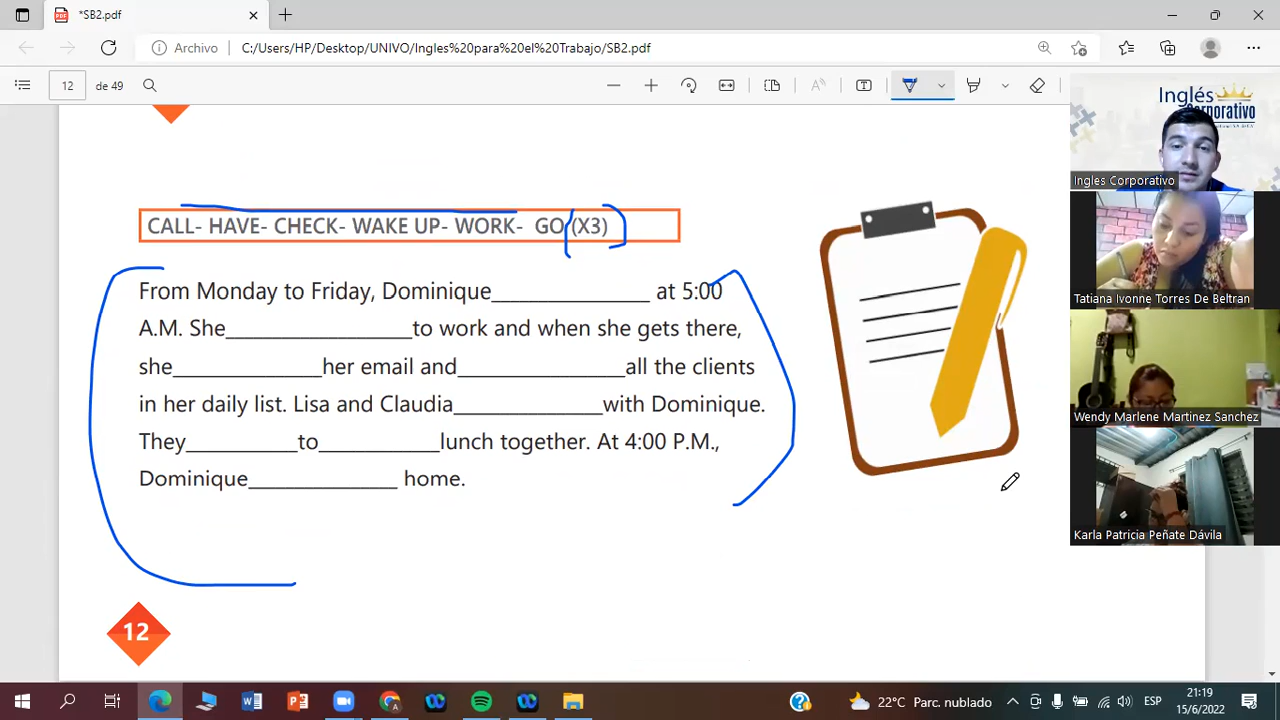 *SB2.pdf
Archivo C:/Users/HP/Desktop/UNIVO/Ingles%20para%20el%20Trabajo/SB2.pdf
12 de 49
Inglés
Corporativo
Ingles Corporativo
Tatiana Ivonne Torres De Beltran
Wendy Marlene Martinez Sanchez
Karla Patricia Peñate Dávila
CALL- HAVE- CHECK- WAKE UP- WORK- GO (X3)
From Monday to Friday, Dominique_______________ at 5:00
A.M. She__________________to work and when she gets there,
she______________her email and________________all the clients
in her daily list. Lisa and Claudia______________with Dominique.
They___________to____________lunch together. At 4:00 P.M.,
Dominique______________ home.
12
22°C Parc. nublado
ESP
21:19
15/6/2022